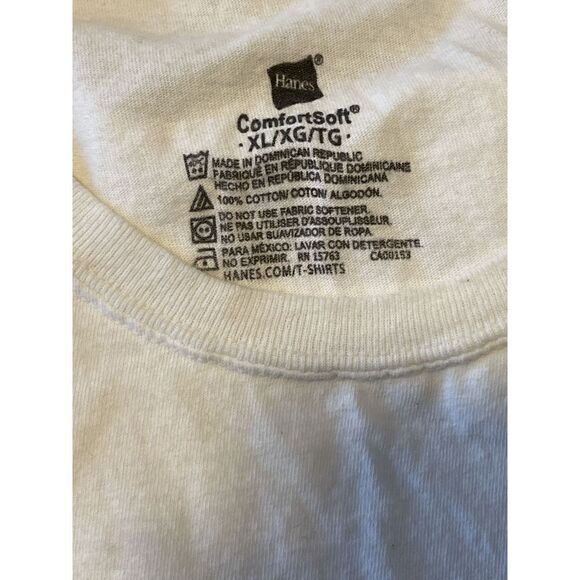 Hanes®
ComfortSoft®
· XL/XG/TG ·
MADE IN DOMINICAN REPUBLIC
FABRIQUÉ EN RÉPUBLIQUE DOMINICAINE
HECHO EN REPÚBLICA DOMINICANA
100% COTTON/ COTON/ ALGODÓN.
DO NOT USE FABRIC SOFTENER.
NE PAS UTILISER D'ASSOUPLISSEUR.
NO USAR SUAVIZADOR DE ROPA.
PARA MÉXICO: LAVAR CON DETERGENTE.
NO EXPRIMIR. RN 15763 CA00153
HANES.COM/T-SHIRTS